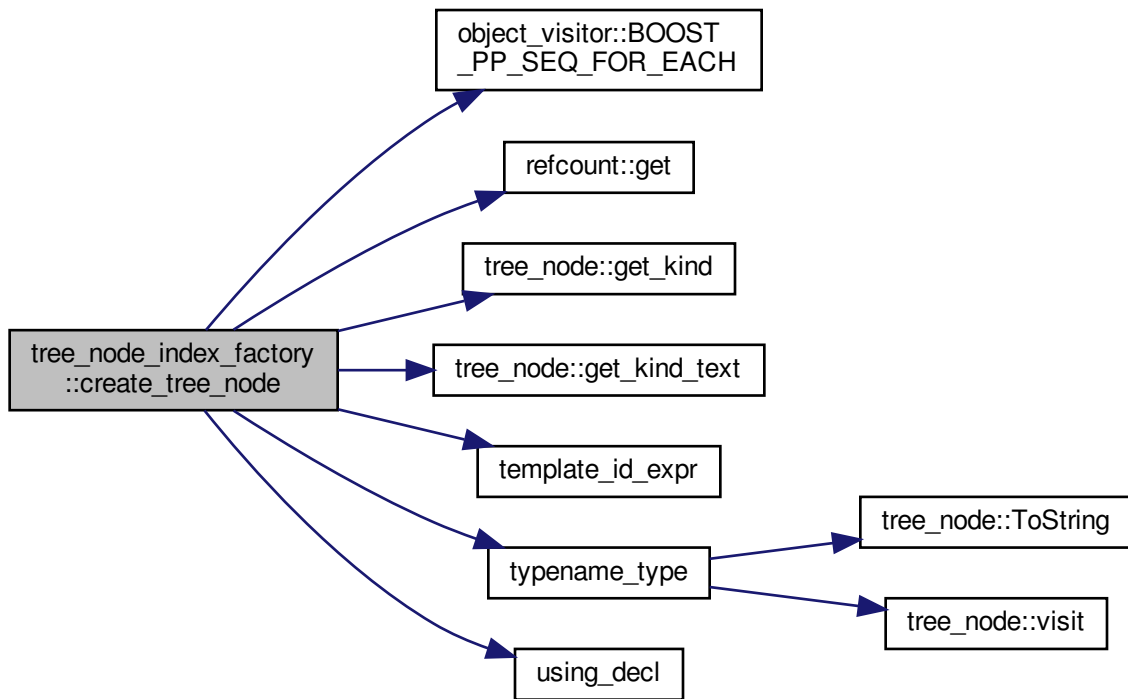 object_visitor::BOOST
_PP_SEQ_FOR_EACH
refcount::get
tree_node::get_kind
tree_node_index_factory
::create_tree_node
tree_node::get_kind_text
template_id_expr
typename_type
tree_node::ToString
tree_node::visit
using_decl